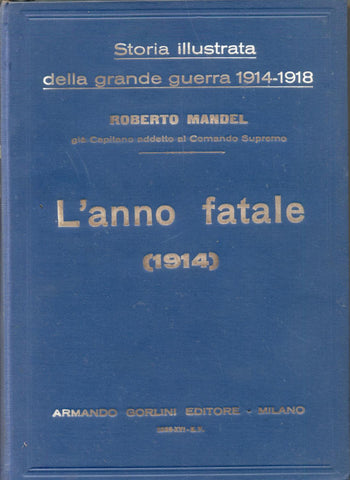 Storia illustrata
della grande guerra 1914-1918
ROBERTO MANDEL
già Capitano addetto al Comando Supremo
L'anno fatale
(1914)
ARMANDO GORLINI EDITORE - MILANO